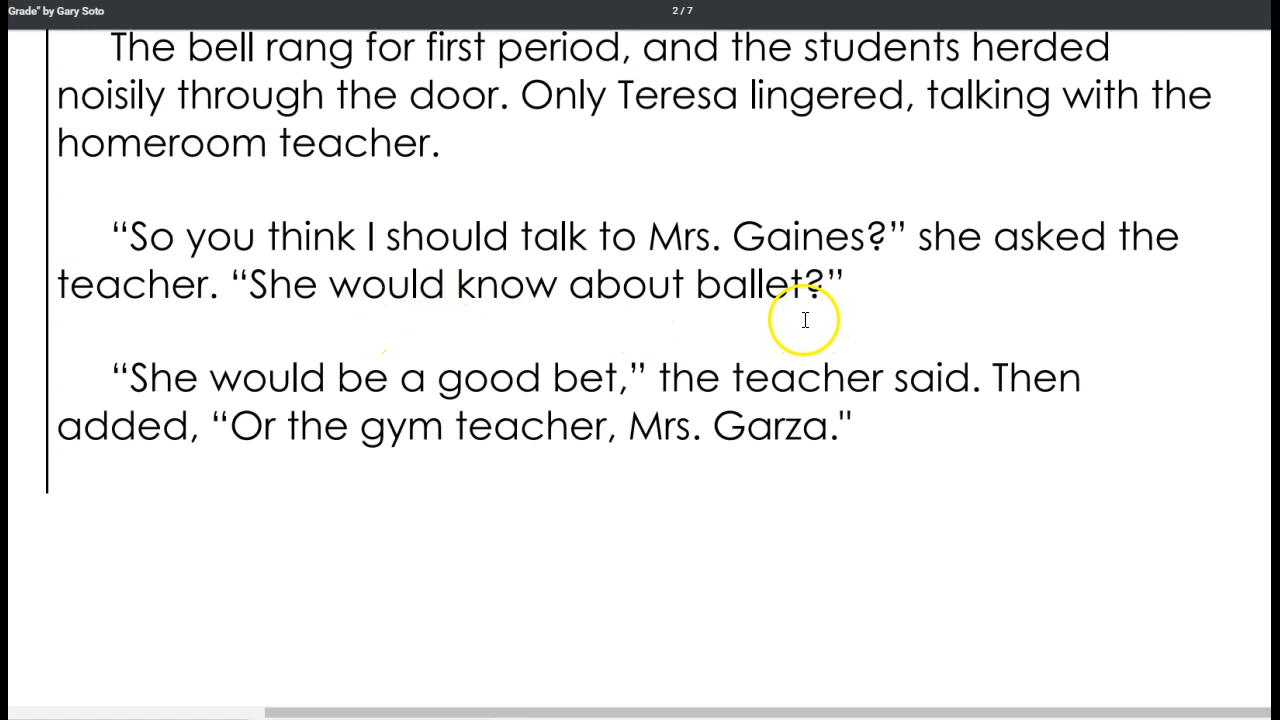 Grade" by Gary Soto
2 / 7
The bell rang for first period, and the students herded
noisily through the door. Only Teresa lingered, talking with the
homeroom teacher.
“So you think I should talk to Mrs. Gaines?” she asked the
teacher. “She would know about ballet?”
“She would be a good bet,” the teacher said. Then
added, “Or the gym teacher, Mrs. Garza."